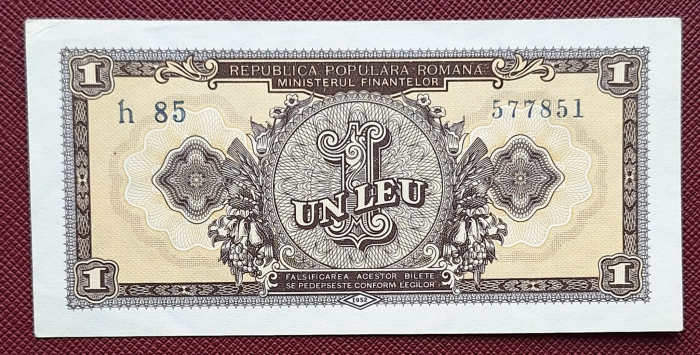 1 REPUBLICA POPULARA ROMANA 1
MINISTERUL FINANTELOR
h 85 577851
1
UN LEU
1 FALSIFICAREA ACESTOR BILETE 1
SE PEDEPSESTE CONFORM LEGILOR
1952